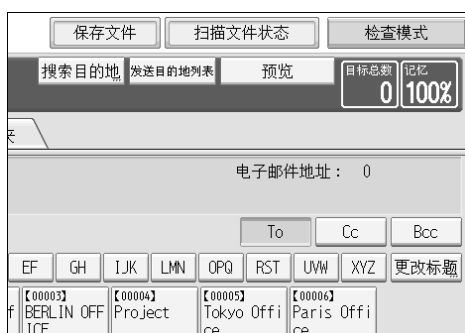 保存文件 扫描文件状态 检查模式
搜索目的地 发送目的地列表 预览 目标总数 0 记忆 100%
夹
电子邮件地址: 0
To Cc Bcc
EF GH IJK LMN OPQ RST UVW XYZ 更改标题
【00003】 【00004】 【00005】 【00006】
f BERLIN OFF Project Tokyo Offi Paris Offi
ICE ce ce